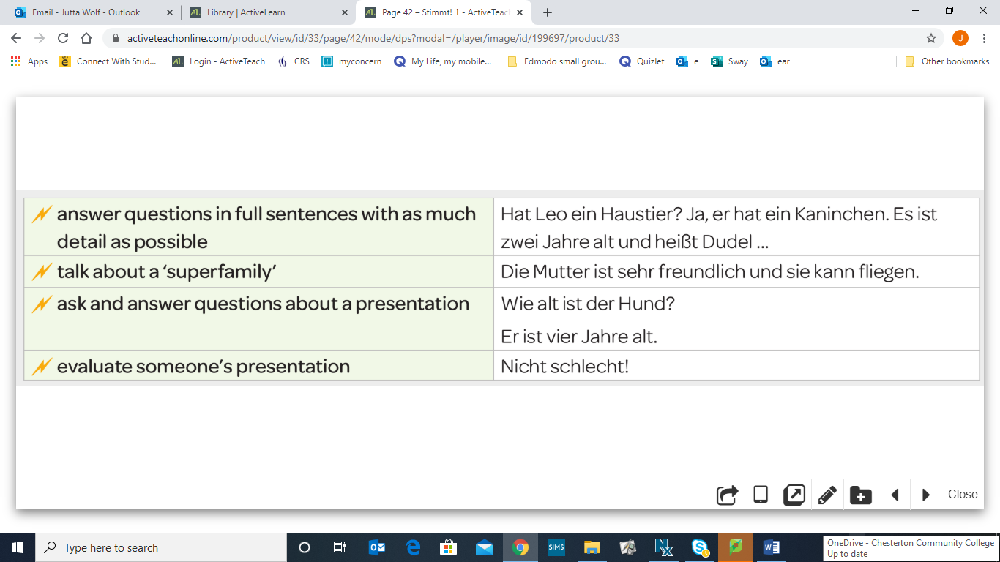 Email - Jutta Wolf - Outlook
Library | ActiveLearn
Page 42 – Stimmt! 1 - ActiveTeac
activeteachonline.com/product/view/id/33/page/42/mode/dps?modal=/player/image/id/199697/product/33
J
Apps
Connect With Stud...
Login - ActiveTeach
CRS
myconcern
My Life, my mobile...
Edmodo small grou...
Quizlet
e
Sway
ear
Other bookmarks
answer questions in full sentences with as much
detail as possible
Hat Leo ein Haustier? Ja, er hat ein Kaninchen. Es ist
zwei Jahre alt und heißt Dudel ...
talk about a ‘superfamily’
Die Mutter ist sehr freundlich und sie kann fliegen.
ask and answer questions about a presentation
Wie alt ist der Hund?
Er ist vier Jahre alt.
evaluate someone’s presentation
Nicht schlecht!
Close
Type here to search
SIMS
OneDrive - Chesterton Community College
Up to date